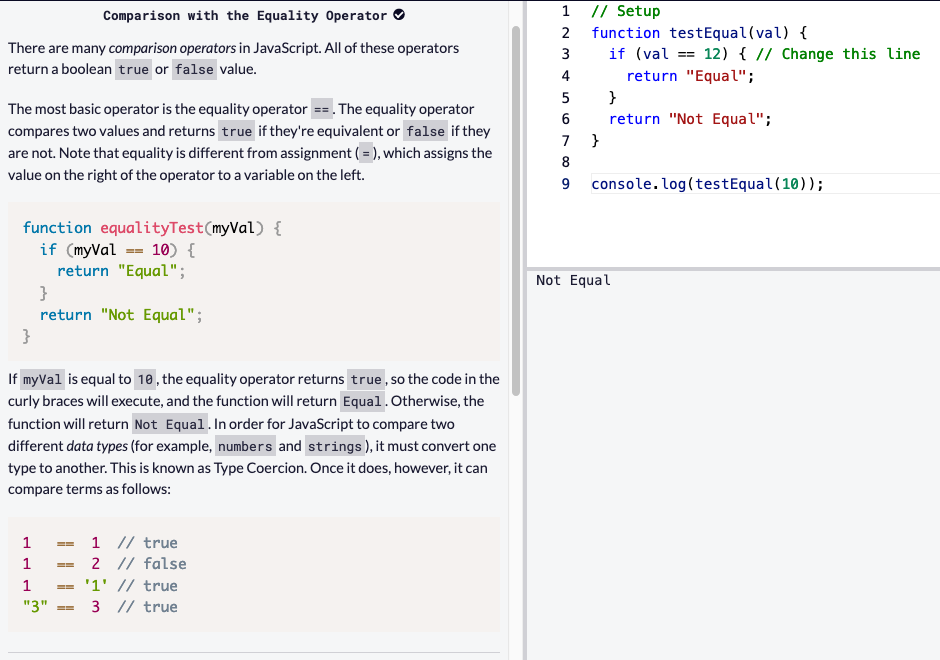 Comparison with the Equality Operator
There are many comparison operators in JavaScript. All of these operators
return a boolean true or false value.
The most basic operator is the equality operator ==. The equality operator
compares two values and returns true if they're equivalent or false if they
are not. Note that equality is different from assignment (=), which assigns the
value on the right of the operator to a variable on the left.
function equalityTest(myVal) {
  if (myVal == 10) {
    return "Equal";
  }
  return "Not Equal";
}
If myVal is equal to 10, the equality operator returns true, so the code in the
curly braces will execute, and the function will return Equal. Otherwise, the
function will return Not Equal. In order for JavaScript to compare two
different data types (for example, numbers and strings), it must convert one
type to another. This is known as Type Coercion. Once it does, however, it can
compare terms as follows:
1   ==  1  // true
1   ==  2  // false
1   == '1' // true
"3" ==  3  // true
1 // Setup
2 function testEqual(val) {
3   if (val == 12) { // Change this line
4     return "Equal";
5   }
6   return "Not Equal";
7 }
8
9 console.log(testEqual(10));
Not Equal